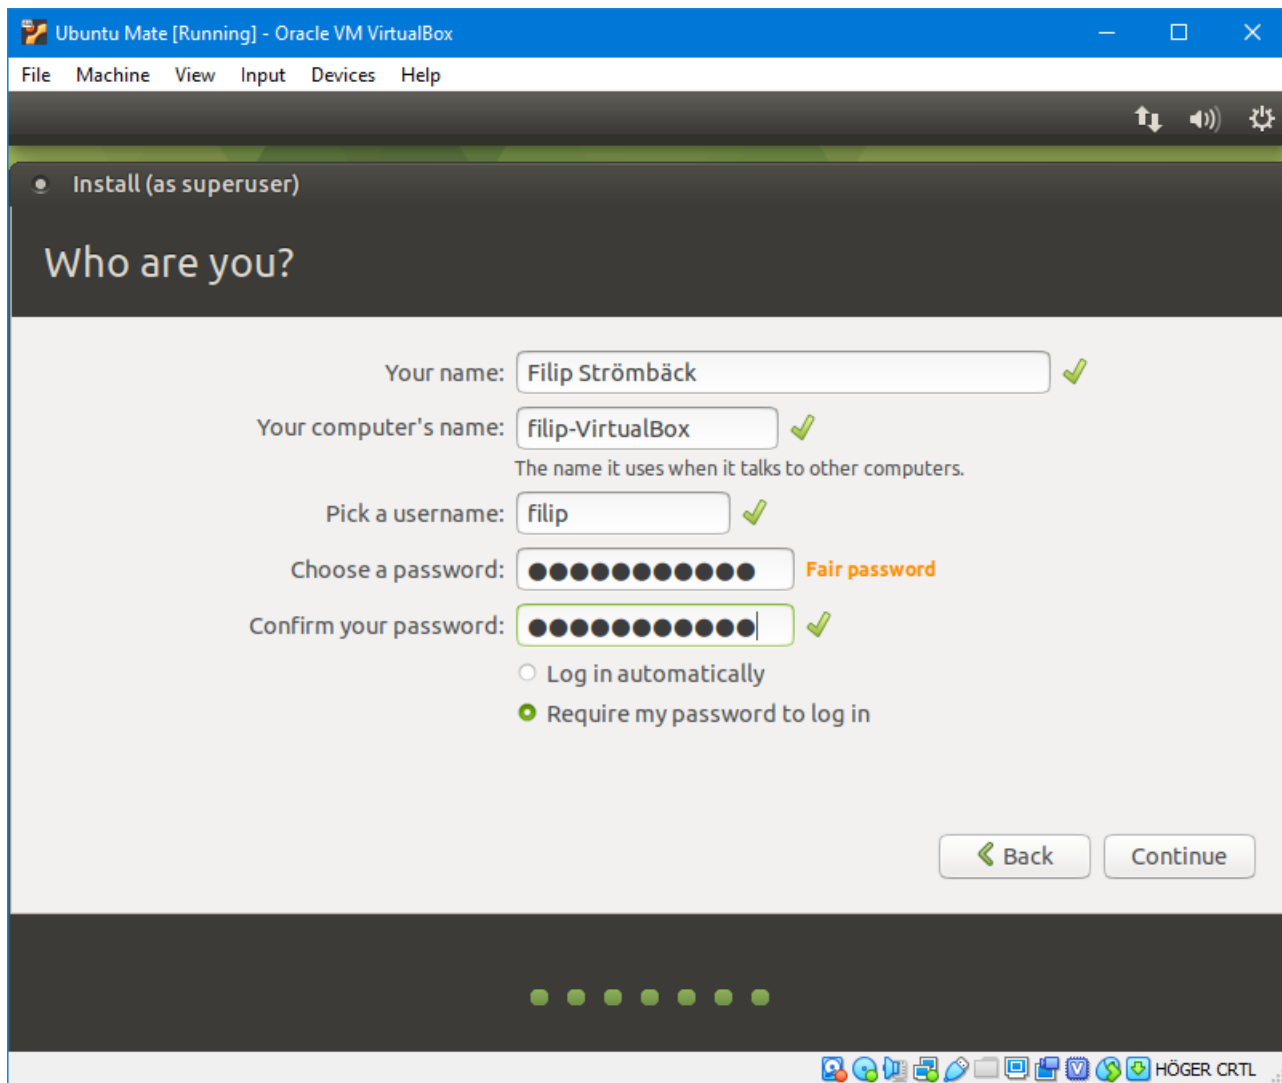 Ubuntu Mate [Running] - Oracle VM VirtualBox
File Machine View Input Devices Help
Install (as superuser)
Who are you?
Your name: Filip Strömbäck
Your computer's name: filip-VirtualBox
The name it uses when it talks to other computers.
Pick a username: filip
Choose a password: ●●●●●●●●●●● Fair password
Confirm your password: ●●●●●●●●●●●
Log in automatically
Require my password to log in
Back Continue
HÖGER CRTL